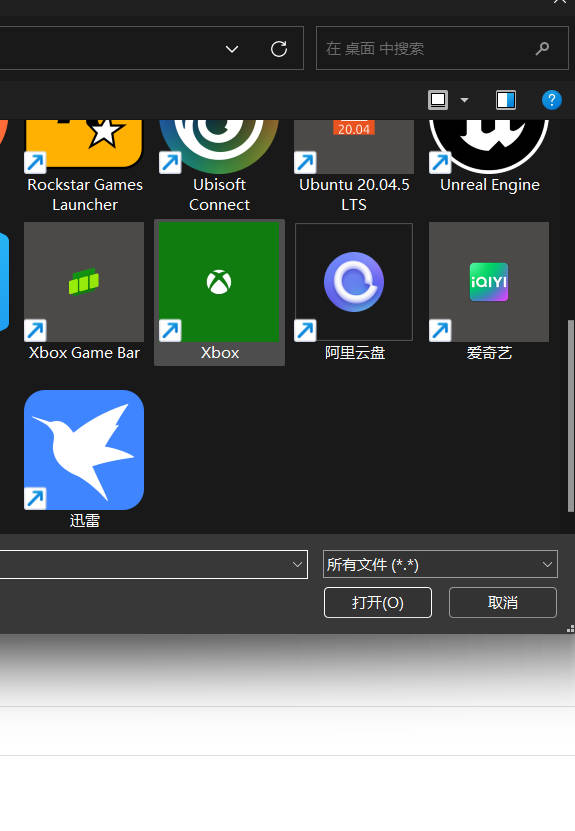 在 桌面 中搜索
?
20.04
Rockstar Games
Launcher
Ubisoft
Connect
Ubuntu 20.04.5
LTS
Unreal Engine
iQIYI
Xbox Game Bar
Xbox
阿里云盘
爱奇艺
迅雷
所有文件 (*.*)
打开(O)
取消